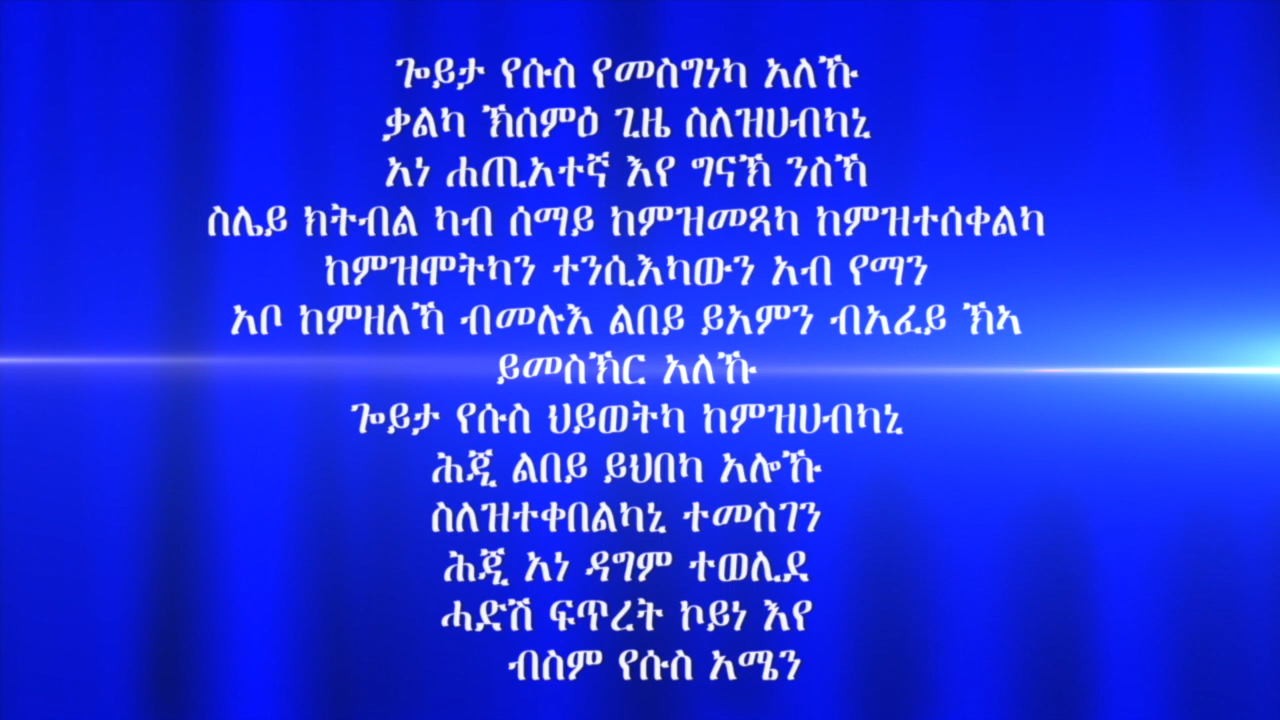 ጐይታ የሱስ የመስግነካ አለኹ
ቃልካ ኽሰምዕ ጊዜ ስለዝሀብካኒ
አነ ሐጢአተኛ እየ ግናኽ ንስኻ
ስሌይ ክትብል ካብ ሰማይ ከምዝመጻካ ከምዝተሰቀልካ
ከምዝሞትካን ተንሲእካውን አብ የማን
አቦ ከምዘለኻ ብመሉእ ልበይ ይአምን ብአፈይ ኽኣ
ይመስኽር አለኹ
ጐይታ የሱስ ህይወትካ ከምዝሀብካኒ
ሕጂ ልበይ ይህበካ አሎኹ
ስለዝተቀበልካኒ ተመስገን
ሕጂ አነ ዳግም ተወሊደ
ሓድሽ ፍጥረት ኮይነ እየ
ብስም የሱስ አሜን